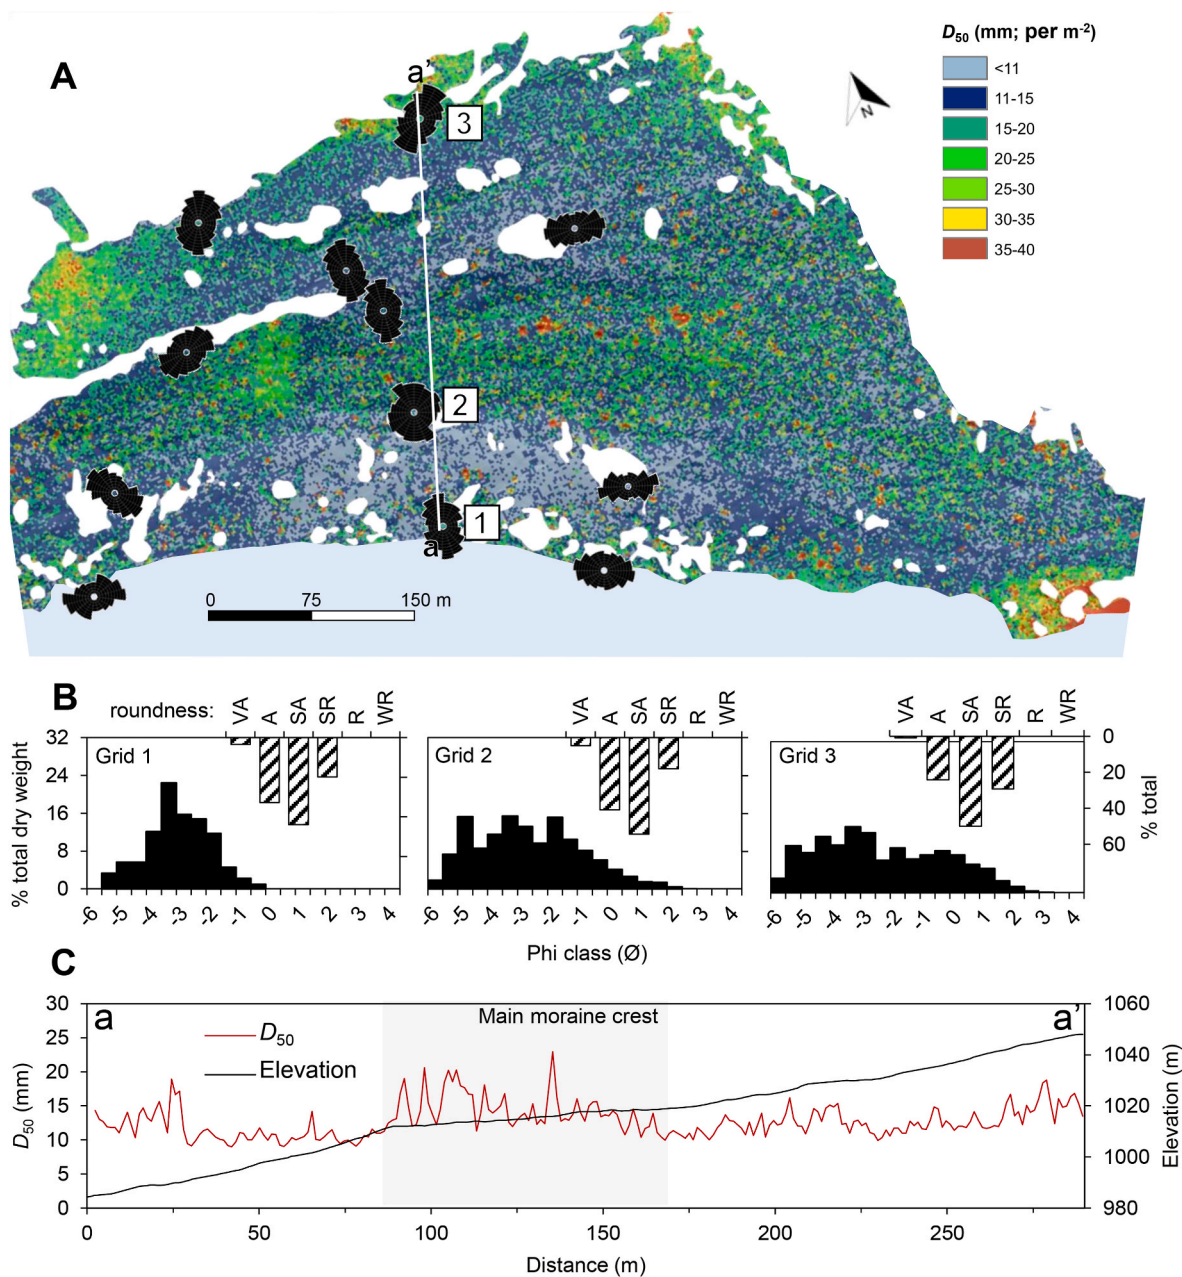 A
D₅₀ (mm; per m⁻²)
<11
11-15
15-20
20-25
25-30
30-35
35-40
N
a'
3
2
1
a
0 75 150 m
B
roundness: VA A SA SR R WR
VA A SA SR R WR
VA A SA SR R WR
Grid 1
Grid 2
Grid 3
% total dry weight
32
24
16
8
0
0
20
40
60
% total
-6 -5 -4 -3 -2 -1 0 1 2 3 4
-6 -5 -4 -3 -2 -1 0 1 2 3 4
-6 -5 -4 -3 -2 -1 0 1 2 3 4
Phi class (Ø)
C
a
D₅₀
Elevation
Main moraine crest
a'
D₅₀ (mm)
30
25
20
15
10
5
0
1060
1040
1020
1000
980
Elevation (m)
0 50 100 150 200 250
Distance (m)